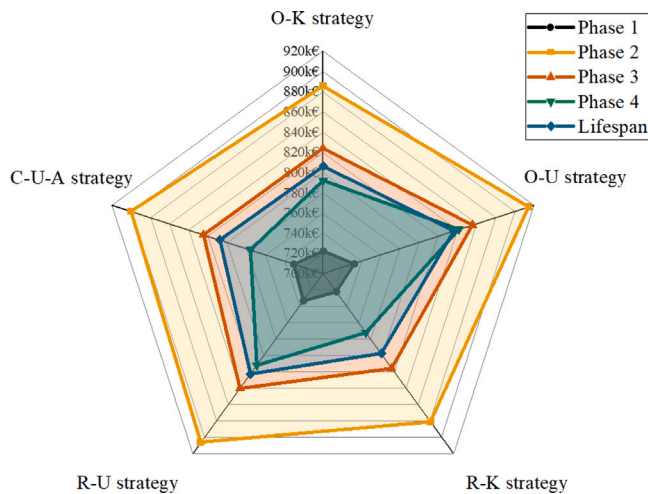 O-K strategy
920k€
900k€
880k€
860k€
840k€
820k€
800k€
780k€
760k€
740k€
720k€
700k€
Phase 1
Phase 2
Phase 3
Phase 4
Lifespan
C-U-A strategy
O-U strategy
R-U strategy
R-K strategy